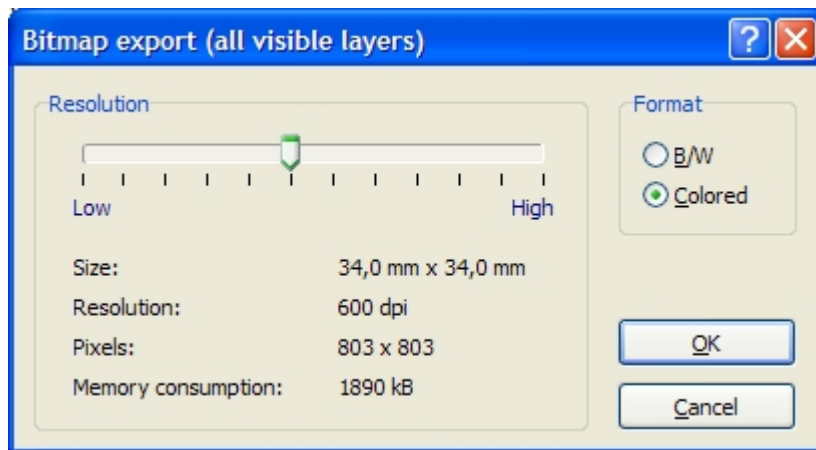 Bitmap export (all visible layers)
Resolution
Low High
Size: 34,0 mm x 34,0 mm
Resolution: 600 dpi
Pixels: 803 x 803
Memory consumption: 1890 kB
Format
B/W
Colored
OK
Cancel